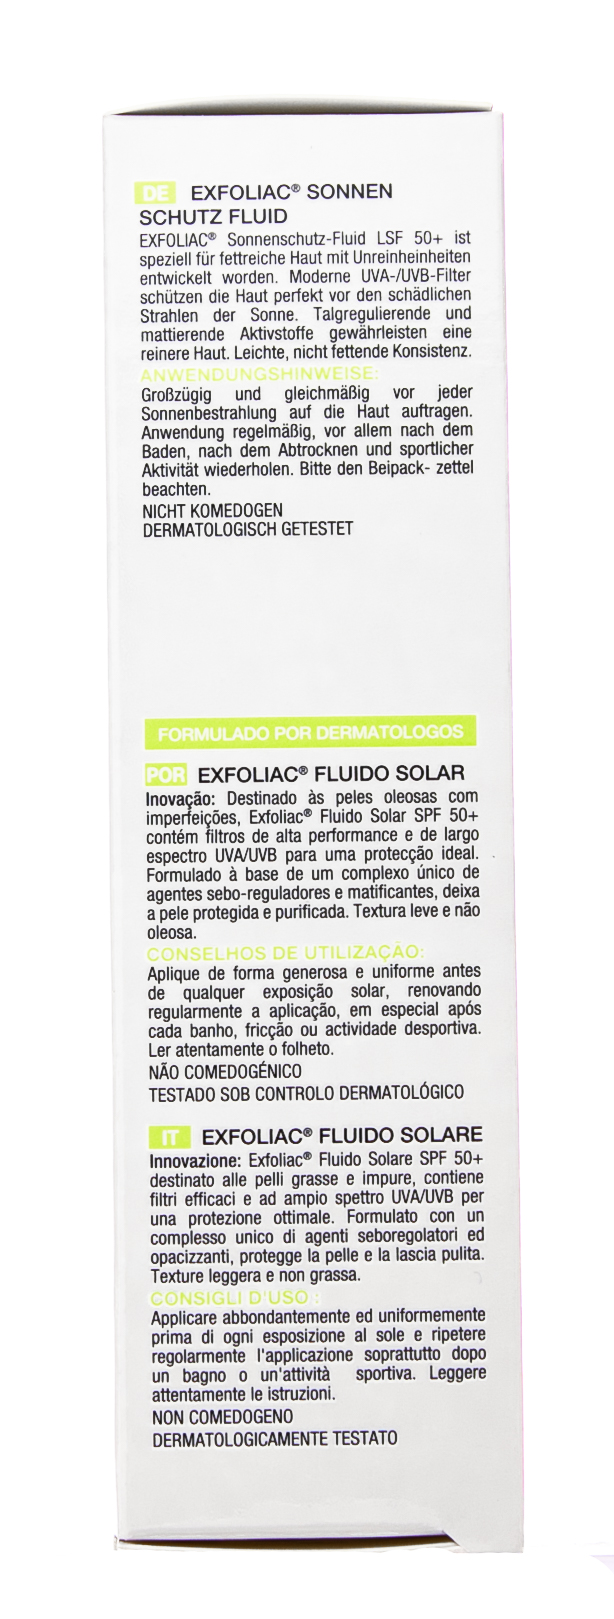 DE EXFOLIAC® SONNEN
SCHUTZ FLUID
EXFOLIAC® Sonnenschutz-Fluid LSF 50+ ist
speziell für fettreiche Haut mit Unreinheinheiten
entwickelt worden. Moderne UVA-/UVB-Filter
schützen die Haut perfekt vor den schädlichen
Strahlen der Sonne. Talgregulierende und
mattierende Aktivstoffe gewährleisten eine
reinere Haut. Leichte, nicht fettende Konsistenz.
ANWENDUNGSHINWEISE:
Großzügig und gleichmäßig vor jeder
Sonnenbestrahlung auf die Haut auftragen.
Anwendung regelmäßig, vor allem nach dem
Baden, nach dem Abtrocknen und sportlicher
Aktivität wiederholen. Bitte den Beipack- zettel
beachten.
NICHT KOMEDOGEN
DERMATOLOGISCH GETESTET
FORMULADO POR DERMATOLOGOS
POR EXFOLIAC® FLUIDO SOLAR
Inovação: Destinado às peles oleosas com
imperfeições, Exfoliac® Fluido Solar SPF 50+
contém filtros de alta performance e de largo
espectro UVA/UVB para uma protecção ideal.
Formulado à base de um complexo único de
agentes sebo-reguladores e matificantes, deixa
a pele protegida e purificada. Textura leve e não
oleosa.
CONSELHOS DE UTILIZAÇÃO:
Aplique de forma generosa e uniforme antes
de qualquer exposição solar, renovando
regularmente a aplicação, em especial após
cada banho, fricção ou actividade desportiva.
Ler atentamente o folheto.
NÃO COMEDOGÉNICO
TESTADO SOB CONTROLO DERMATOLÓGICO
IT EXFOLIAC® FLUIDO SOLARE
Innovazione: Exfoliac® Fluido Solare SPF 50+
destinato alle pelli grasse e impure, contiene
filtri efficaci e ad ampio spettro UVA/UVB per
una protezione ottimale. Formulato con un
complesso unico di agenti seboregolatori ed
opacizzanti, protegge la pelle e la lascia pulita.
Texture leggera e non grassa.
CONSIGLI D'USO :
Applicare abbondantemente ed uniformemente
prima di ogni esposizione al sole e ripetere
regolarmente l'applicazione soprattutto dopo
un bagno o un'attività sportiva. Leggere
attentamente le istruzioni.
NON COMEDOGENO
DERMATOLOGICAMENTE TESTATO